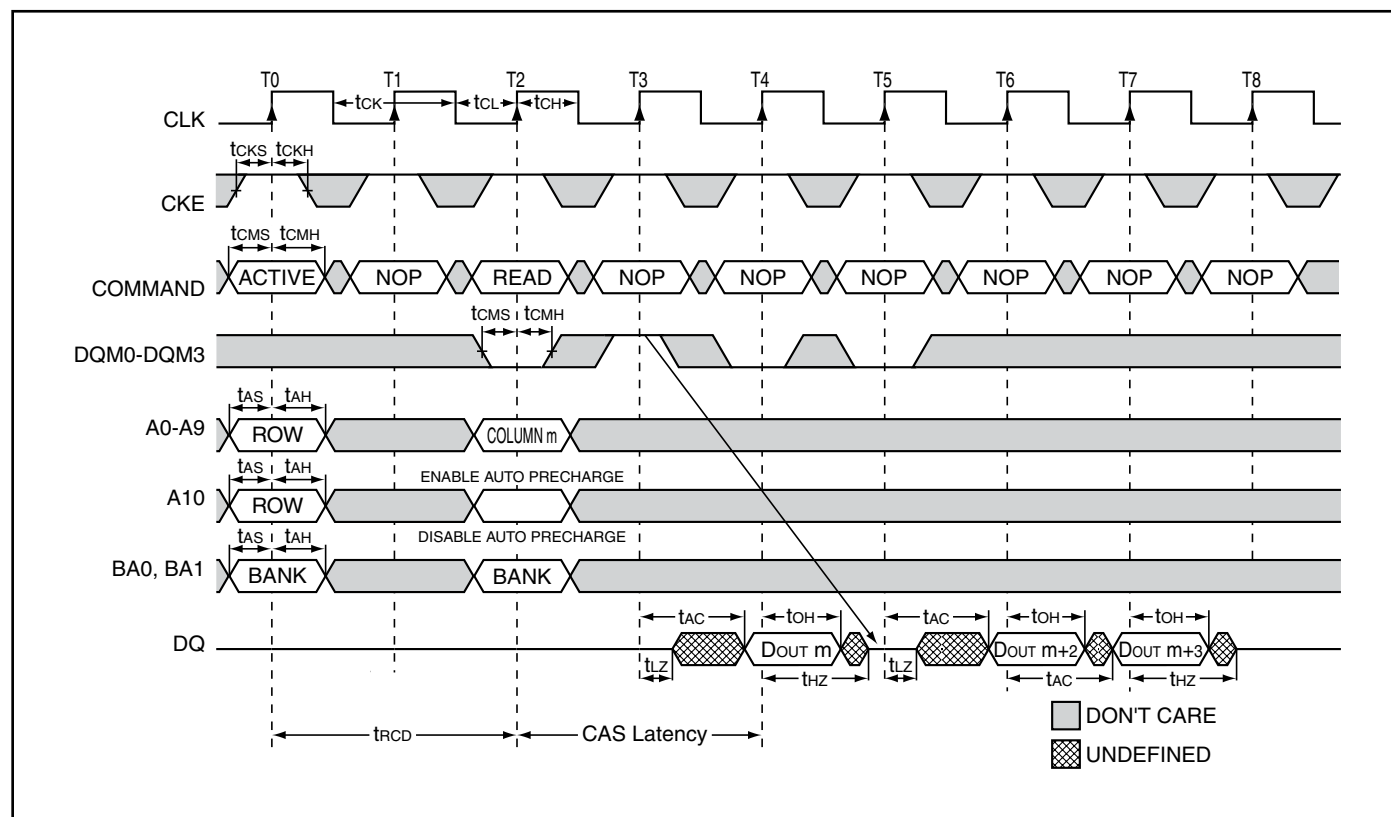 T0 T1 T2 T3 T4 T5 T6 T7 T8
tCK tCL tCH
CLK
tCKS tCKH
CKE
tCMS tCMH
COMMAND ACTIVE NOP READ NOP NOP NOP NOP NOP NOP
tCMS tCMH
DQM0-DQM3
tAS tAH
A0-A9 ROW COLUMN m
tAS tAH ENABLE AUTO PRECHARGE
A10 ROW
tAS tAH DISABLE AUTO PRECHARGE
BA0, BA1 BANK BANK
tAC tOH tAC tOH tOH
DQ DOUT m DOUT m+2 DOUT m+3
tLZ tHZ tLZ tAC tHZ
DON'T CARE
tRCD CAS Latency
UNDEFINED